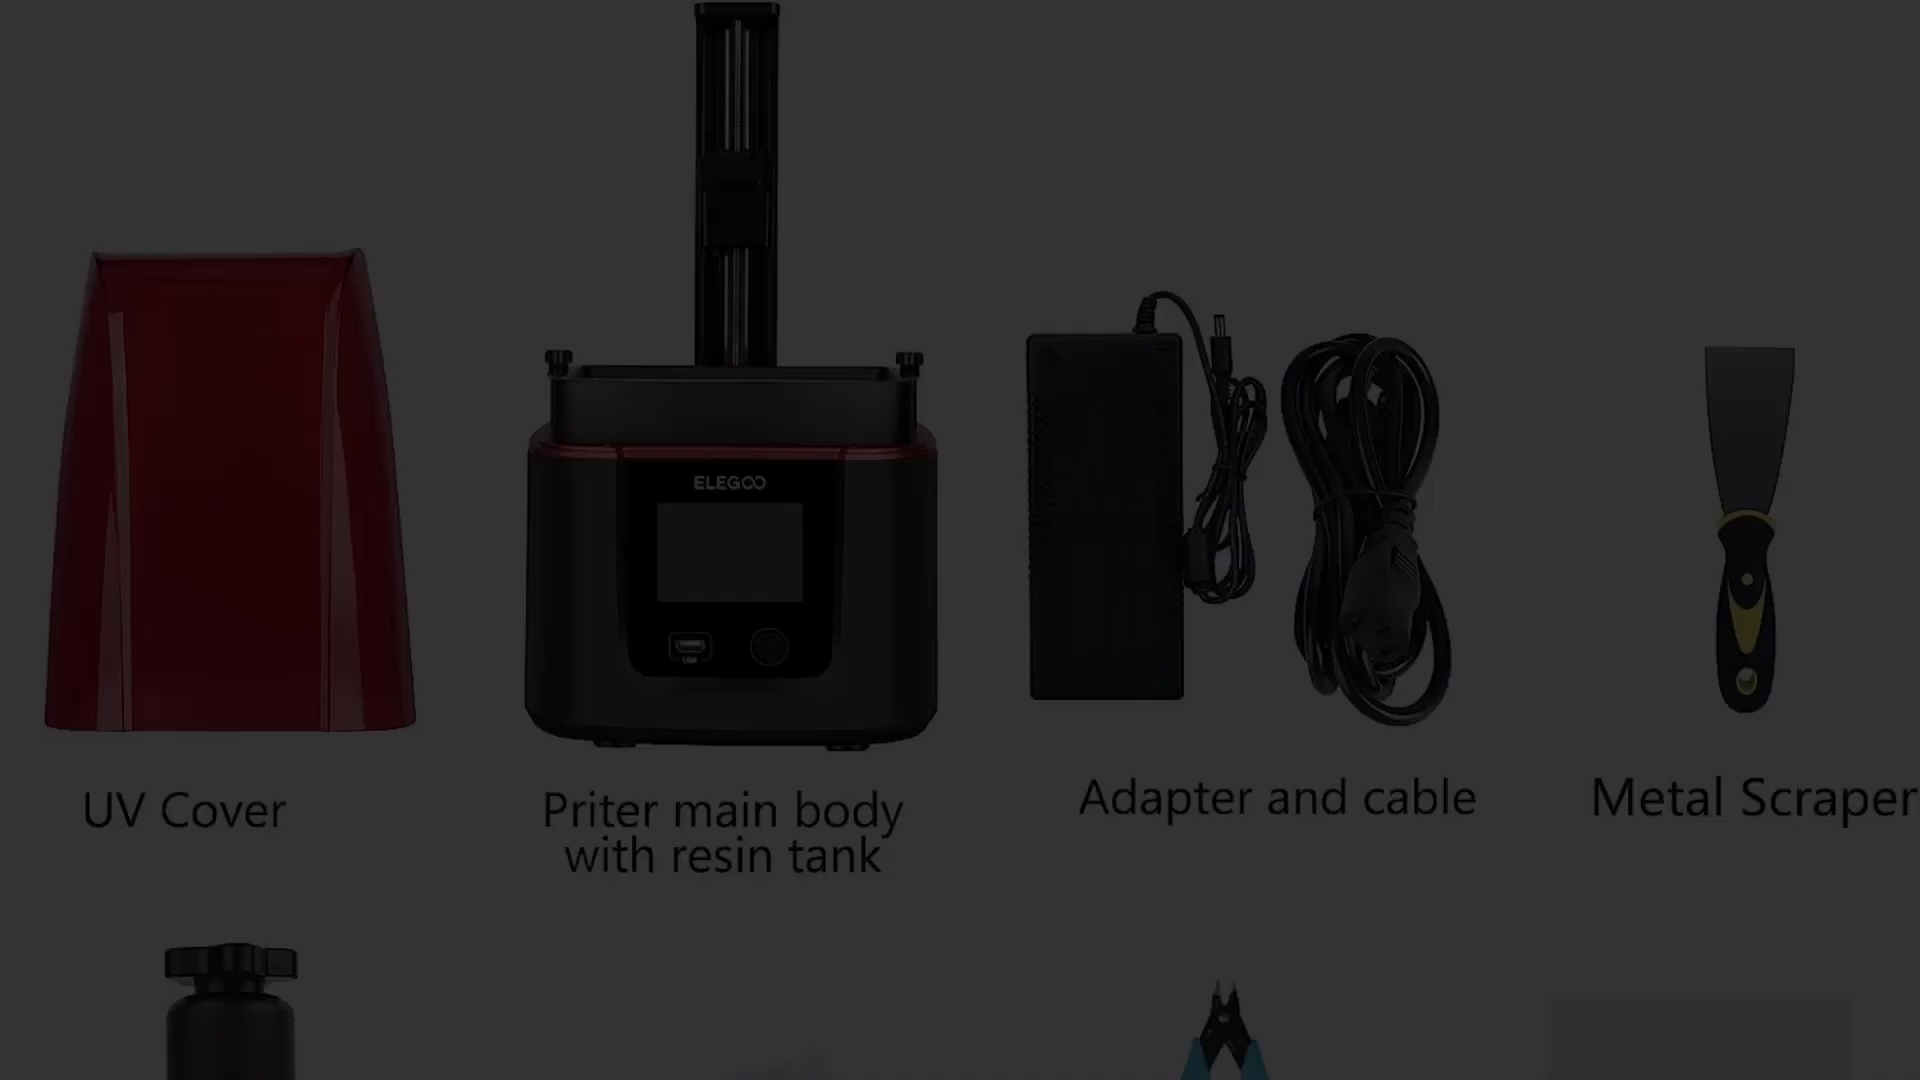 ELEGOO
UV Cover
Priter main body
with resin tank
Adapter and cable
Metal Scraper